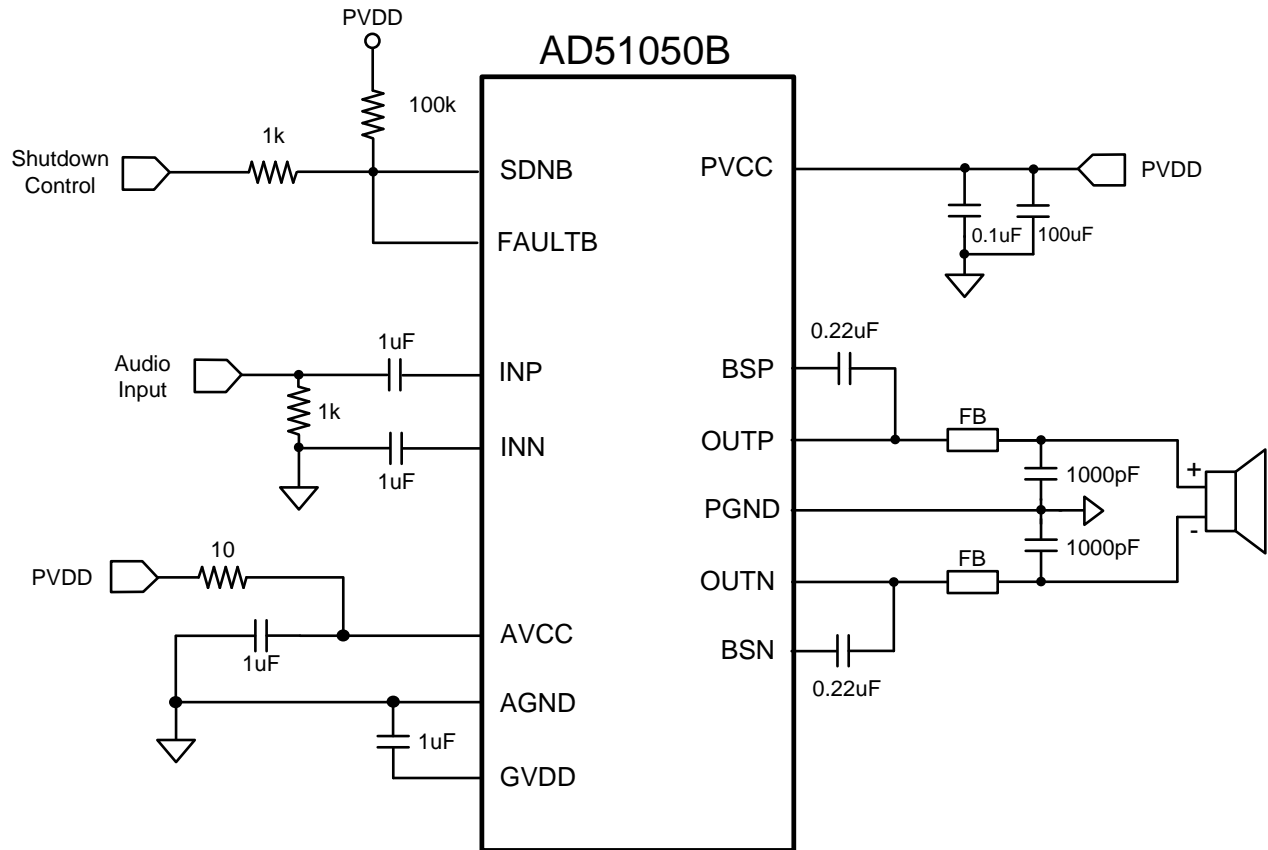 PVDD
AD51050B
100k
1k
Shutdown
Control
SDNB
PVCC
PVDD
FAULTB
0.1uF
100uF
1uF
0.22uF
Audio
Input
INP
BSP
1k
FB
INN
OUTP
1uF
+
1000pF
PGND
-
10
1000pF
PVDD
FB
OUTN
AVCC
BSN
1uF
0.22uF
AGND
1uF
GVDD